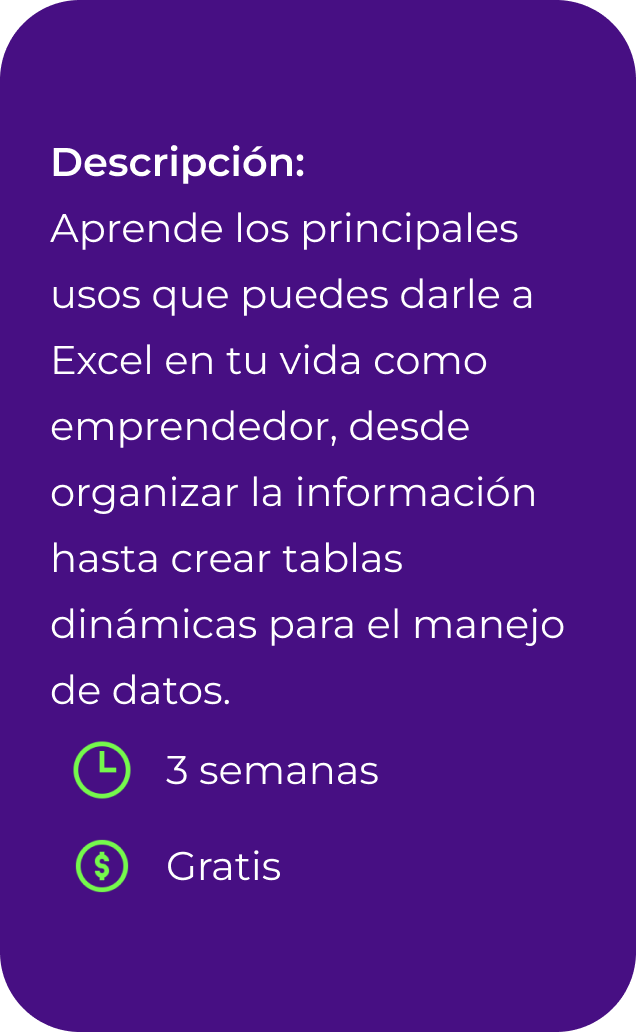 Descripción:
Aprende los principales
usos que puedes darle a
Excel en tu vida como
emprendedor, desde
organizar la información
hasta crear tablas
dinámicas para el manejo
de datos.
3 semanas
$ Gratis